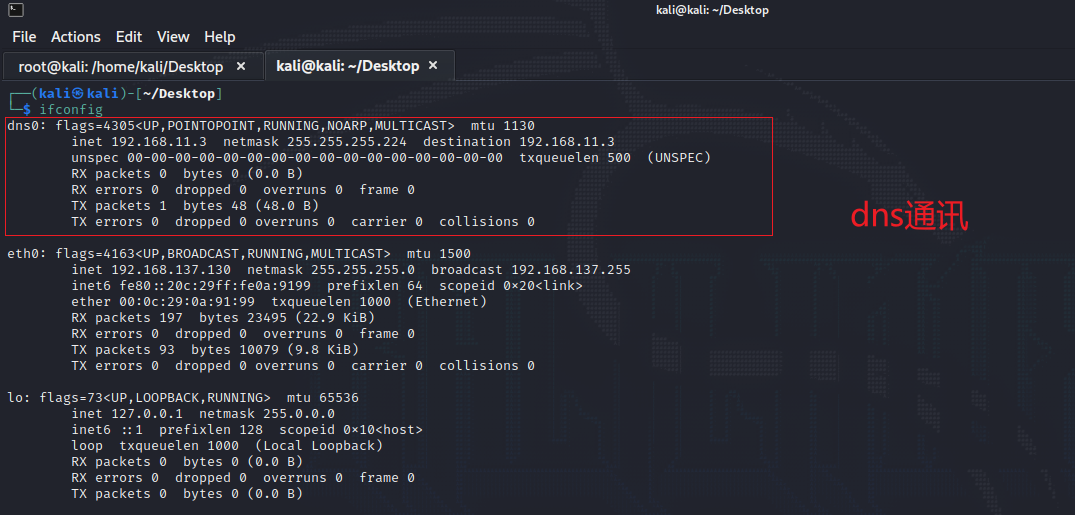 kali@kali: ~/Desktop
File Actions Edit View Help
root@kali: /home/kali/Desktop × kali@kali: ~/Desktop ×
┌──(kali㉿kali)-[~/Desktop]
└─$ ifconfig
dns0: flags=4305<UP,POINTOPOINT,RUNNING,NOARP,MULTICAST>  mtu 1130
        inet 192.168.11.3  netmask 255.255.255.224  destination 192.168.11.3
        unspec 00-00-00-00-00-00-00-00-00-00-00-00-00-00-00-00  txqueuelen 500  (UNSPEC)
        RX packets 0  bytes 0 (0.0 B)
        RX errors 0  dropped 0  overruns 0  frame 0
        TX packets 1  bytes 48 (48.0 B)
        TX errors 0  dropped 0 overruns 0  carrier 0  collisions 0
dns通讯
eth0: flags=4163<UP,BROADCAST,RUNNING,MULTICAST>  mtu 1500
        inet 192.168.137.130  netmask 255.255.255.0  broadcast 192.168.137.255
        inet6 fe80::20c:29ff:fe0a:9199  prefixlen 64  scopeid 0×20<link>
        ether 00:0c:29:0a:91:99  txqueuelen 1000  (Ethernet)
        RX packets 197  bytes 23495 (22.9 KiB)
        RX errors 0  dropped 0  overruns 0  frame 0
        TX packets 93  bytes 10079 (9.8 KiB)
        TX errors 0  dropped 0 overruns 0  carrier 0  collisions 0
lo: flags=73<UP,LOOPBACK,RUNNING>  mtu 65536
        inet 127.0.0.1  netmask 255.0.0.0
        inet6 ::1  prefixlen 128  scopeid 0×10<host>
        loop  txqueuelen 1000  (Local Loopback)
        RX packets 0  bytes 0 (0.0 B)
        RX errors 0  dropped 0  overruns 0  frame 0
        TX packets 0  bytes 0 (0.0 B)